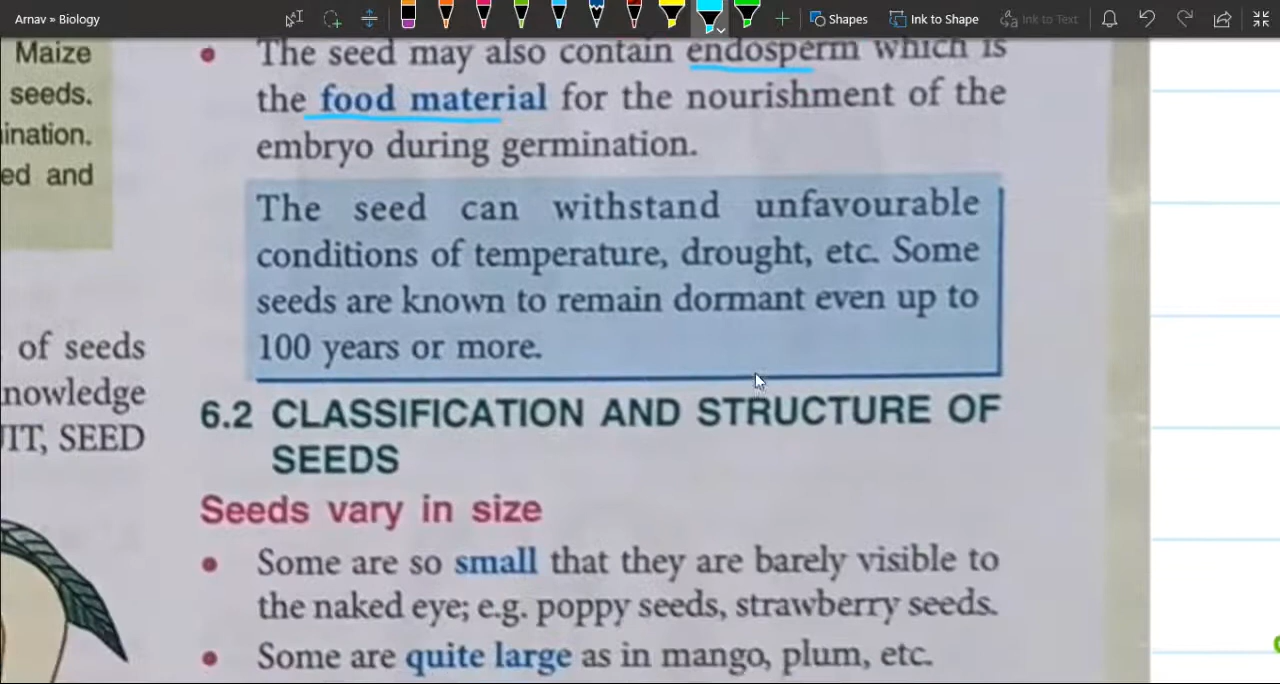 Arnav » Biology
Shapes
Ink to Shape
Ink to Text
Maize
seeds.
ed and
of seeds
SEED
The seed may also contain endosperm which is
the food material for the nourishment of the
embryo during germination.
The seed can withstand unfavourable
conditions of temperature, drought, etc. Some
seeds are known to remain dormant even up to
100 years or more.
6.2 CLASSIFICATION AND STRUCTURE OF
SEEDS
Seeds vary in size
Some are so small that they are barely visible to
the naked eye; e.g. poppy seeds, strawberry seeds.
Some are quite large as in mango, plum, etc.